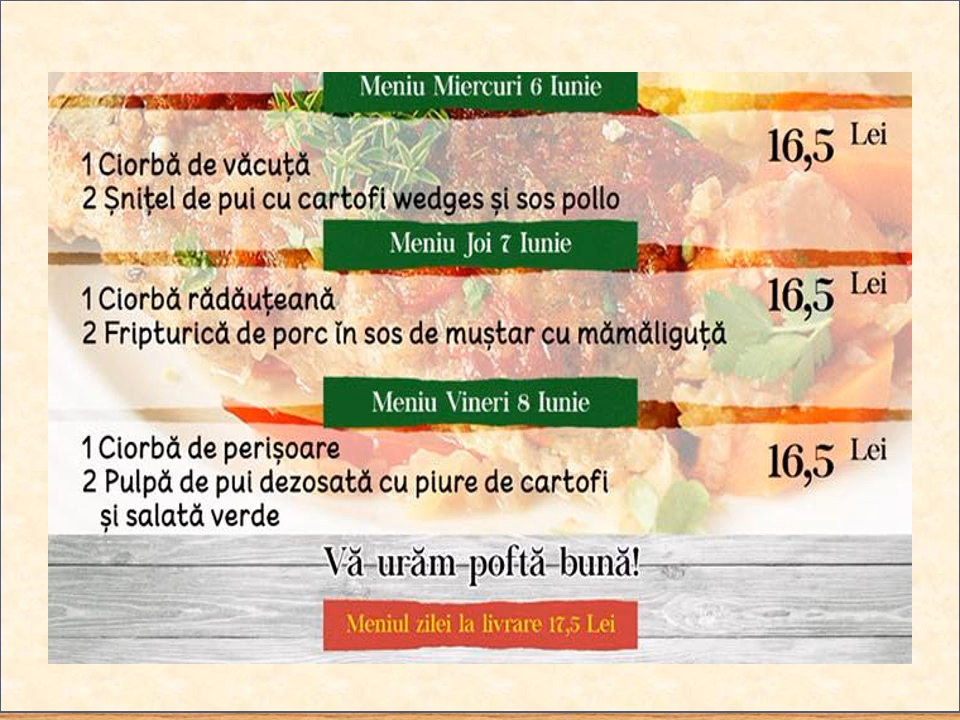 Meniu Miercuri 6 Iunie
16,5 Lei
1 Ciorbă de văcuță
2 Șnițel de pui cu cartofi wedges și sos pollo
Meniu Joi 7 Iunie
16,5 Lei
1 Ciorbă rădăuțeană
2 Fripturică de porc în sos de muștar cu mămăliguță
Meniu Vineri 8 Iunie
16,5 Lei
1 Ciorbă de perișoare
2 Pulpă de pui dezosată cu piure de cartofi
și salată verde
Vă urăm poftă bună!
Meniul zilei la livrare 17,5 Lei